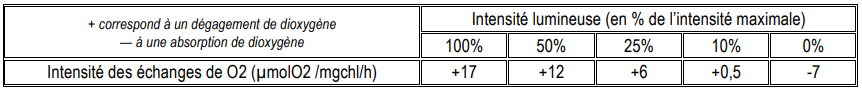 + correspond à un dégagement de dioxygène
— à une absorption de dioxygène
Intensité lumineuse (en % de l'intensité maximale)
100% 50% 25% 10% 0%
Intensité des échanges de O2 (µmolO2 /mgchl/h) +17 +12 +6 +0,5 -7